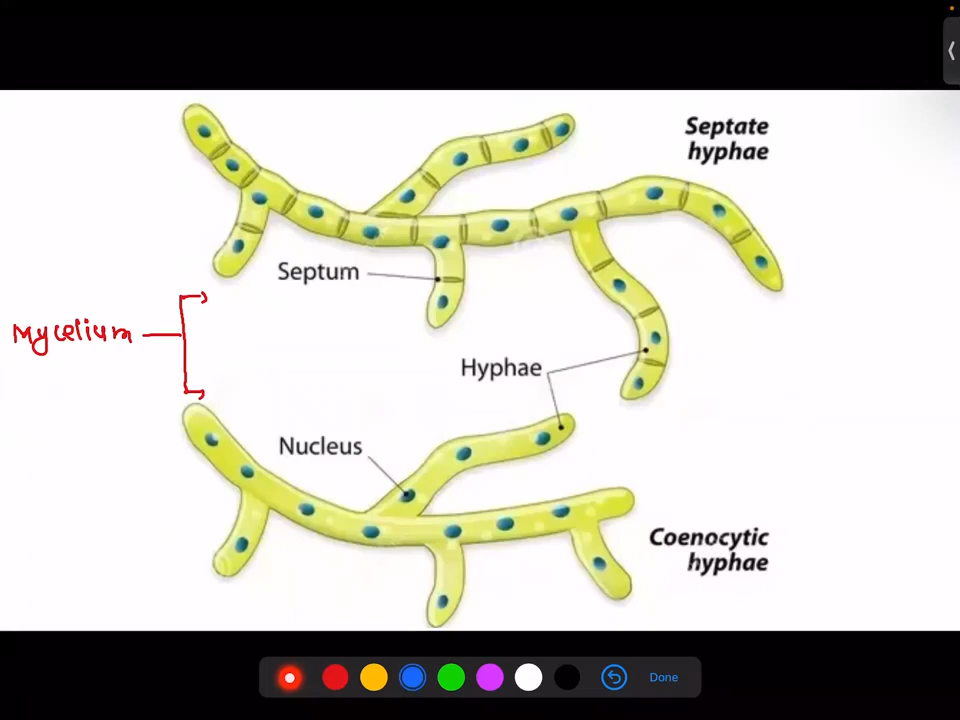 Septate
hyphae
Septum
Mycelium
Hyphae
Nucleus
Coenocytic
hyphae
Done